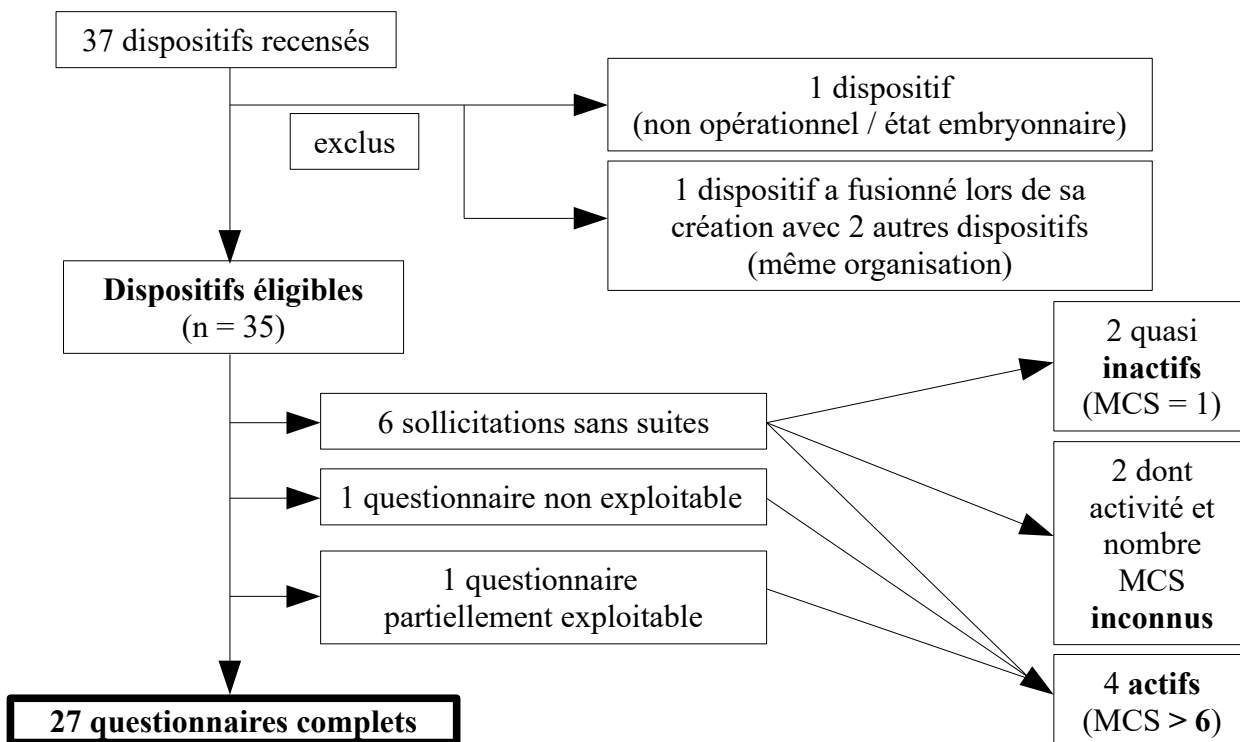 37 dispositifs recensés
exclus
1 dispositif
(non opérationnel / état embryonnaire)
1 dispositif a fusionné lors de sa
création avec 2 autres dispositifs
(même organisation)
Dispositifs éligibles
(n = 35)
6 sollicitations sans suites
1 questionnaire non exploitable
1 questionnaire
partiellement exploitable
2 quasi
inactifs
(MCS = 1)
2 dont
activité et
nombre
MCS
inconnus
4 actifs
(MCS > 6)
27 questionnaires complets